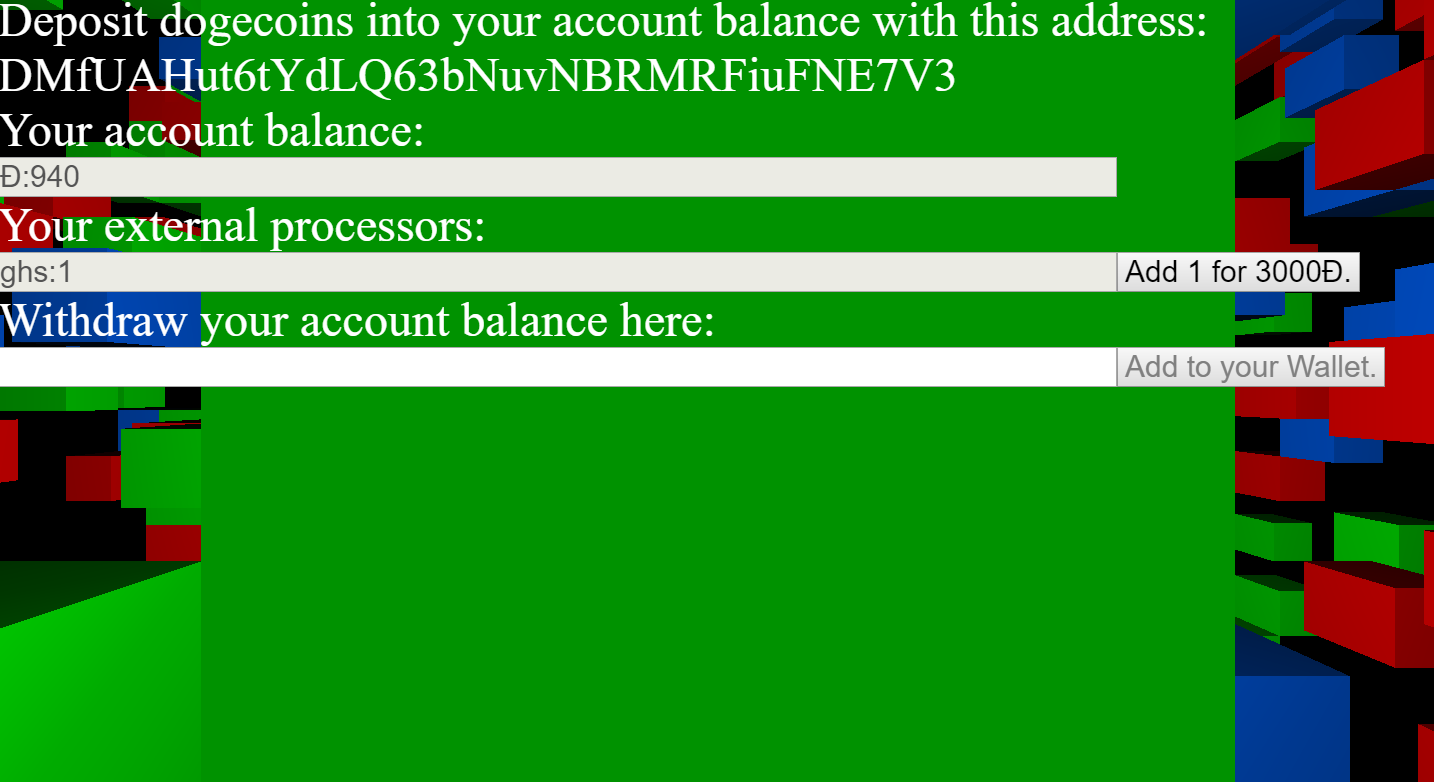 Deposit dogecoins into your account balance with this address:
DMfUAHut6tYdLQ63bNuvNBRMRFiuFNE7V3
Your account balance:
Đ:940
Your external processors:
ghs:1 Add 1 for 3000Đ.
Withdraw your account balance here:
Add to your Wallet.